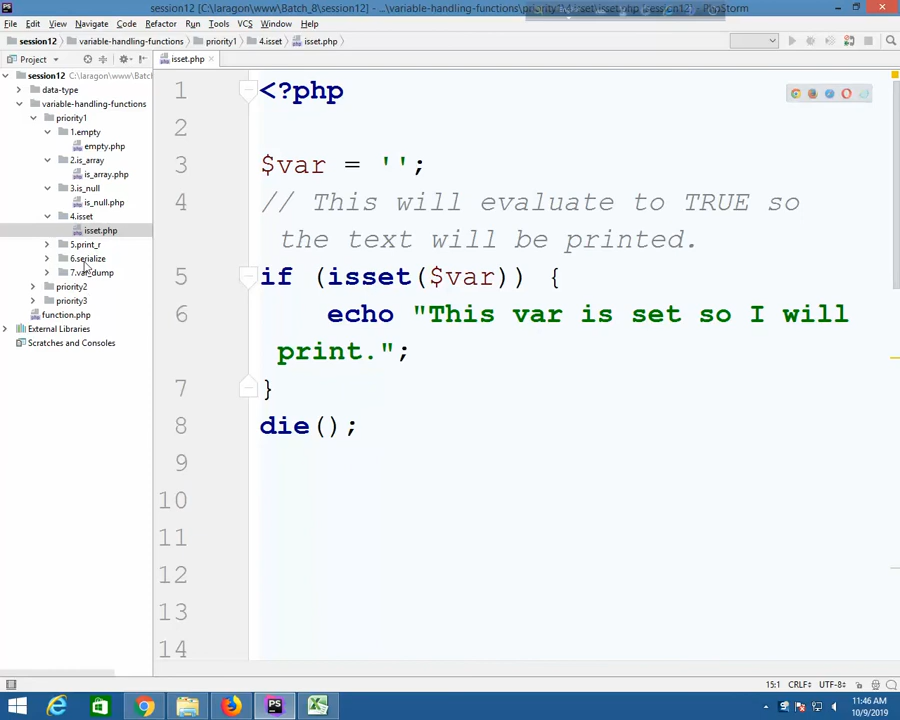 session12 [C:\laragon\www\Batch_8\session12] - ...\variable-handling-functions\priority1\4.isset\isset.php [session12] - PhpStorm
File Edit View Navigate Code Refactor Run Tools VCS Window Help
session12 variable-handling-functions priority1 4.isset isset.php
Project isset.php
session12 C:\laragon\www\Batch
data-type
variable-handling-functions
priority1
1.empty
empty.php
2.is_array
is_array.php
3.is_null
is_null.php
4.isset
isset.php
5.print_r
6.serialize
7.var_dump
priority2
priority3
function.php
External Libraries
Scratches and Consoles
1 <?php
2
3 $var = '';
4 // This will evaluate to TRUE so
the text will be printed.
5 if (isset($var)) {
6 echo "This var is set so I will
print.";
7 }
8 die();
9
10
11
12
13
14
15:1 CRLF UTF-8
11:46 AM
10/9/2019